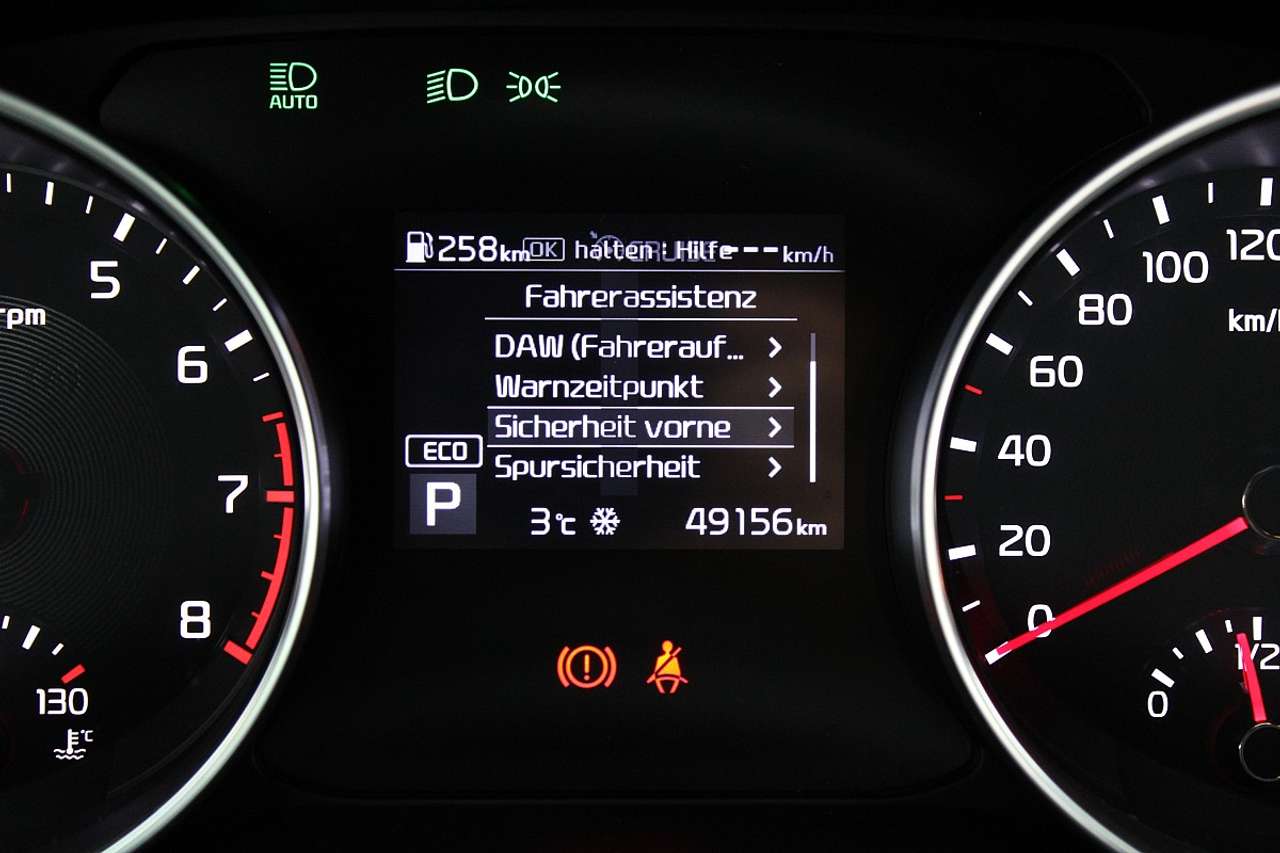 AUTO
258km OK halten : Hilfe --- km/h
CRUISE
Fahrerassistenz
DAW (Fahrerauf...
Warnzeitpunkt
Sicherheit vorne
Spursicherheit
ECO
P
3°C 49156km
rpm
5
6
7
8
130
°C
120
100
80
60
40
20
0
km/h
0
1/2